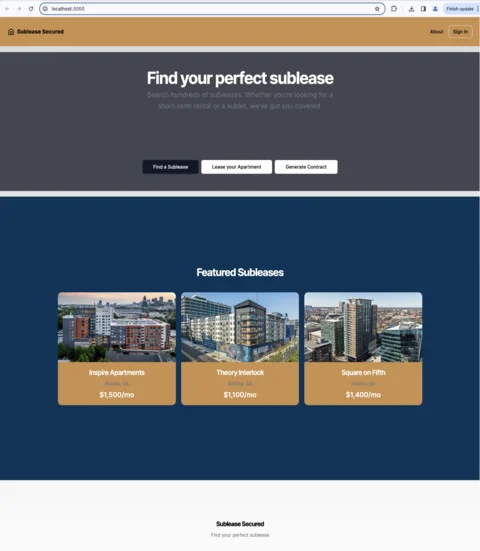 localhost:3000
Finish update
Sublease Secured
About
Sign In
Find your perfect sublease
Search hundreds of subleases. Whether you're looking for a
short-term rental or a sublet, we've got you covered.
Find a Sublease
Lease your Apartment
Generate Contract
Featured Subleases
Inspire Apartments
Atlanta, GA
$1,500/mo
Theory Interlock
Atlanta, GA
$1,100/mo
Square on Fifth
Atlanta, GA
$1,400/mo
Sublease Secured
Find your perfect sublease